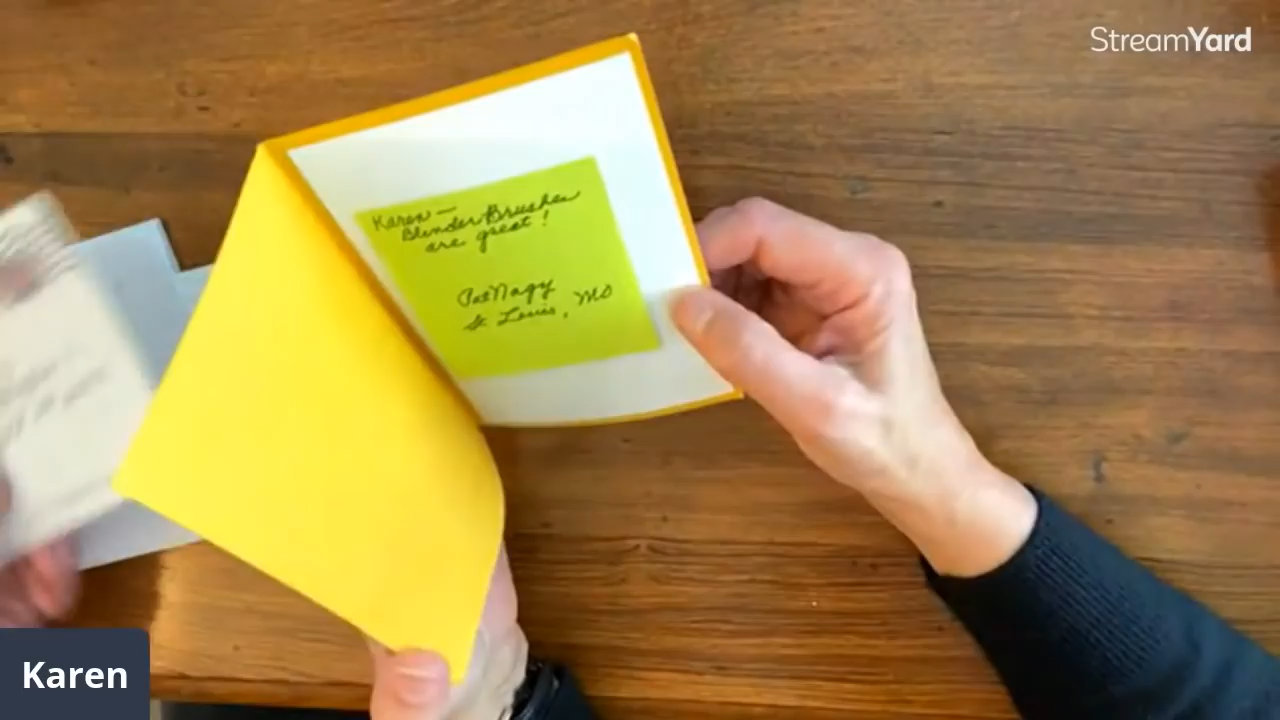 StreamYard
Karen —
Blender Brushes
are great!
Pat Nagy
St. Louis, MO
Karen